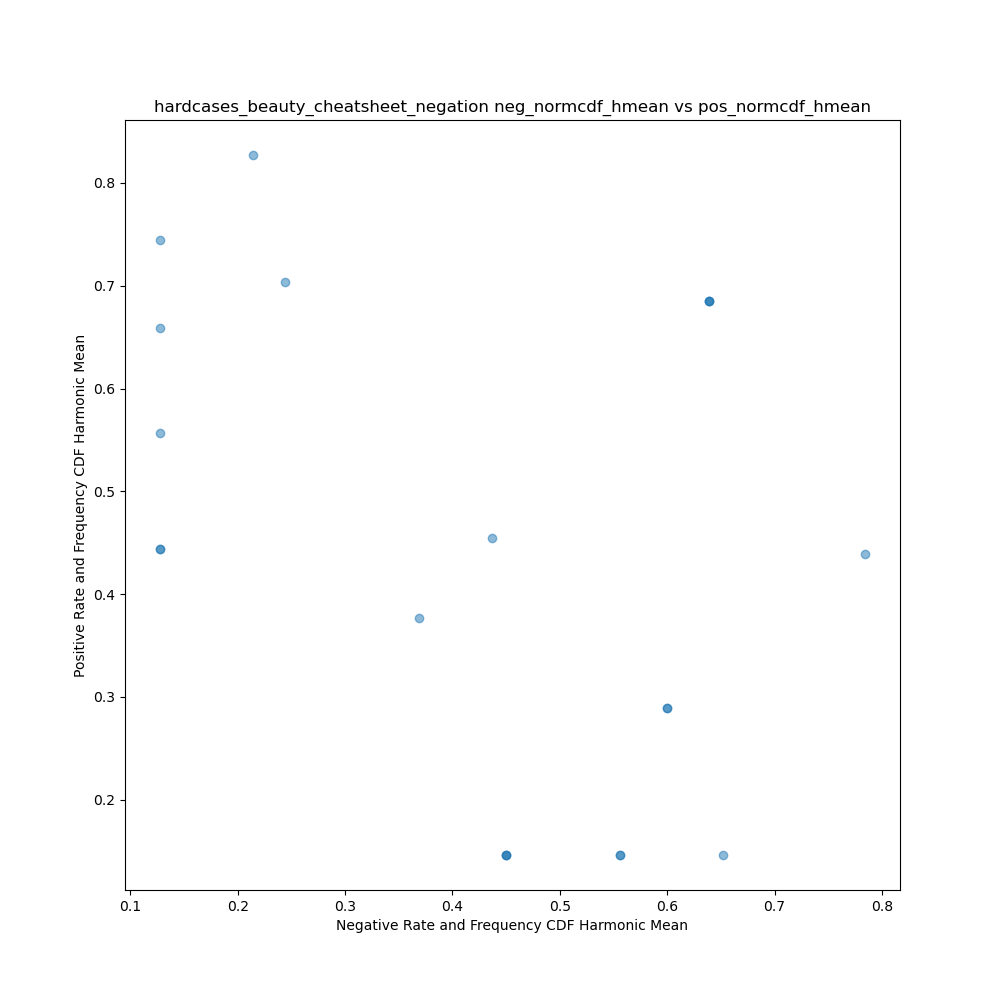 hardcases_beauty_cheatsheet_negation neg_normcdf_hmean vs pos_normcdf_hmean
Positive Rate and Frequency CDF Harmonic Mean
0.8
0.7
0.6
0.5
0.4
0.3
0.2
0.1 0.2 0.3 0.4 0.5 0.6 0.7 0.8
Negative Rate and Frequency CDF Harmonic Mean